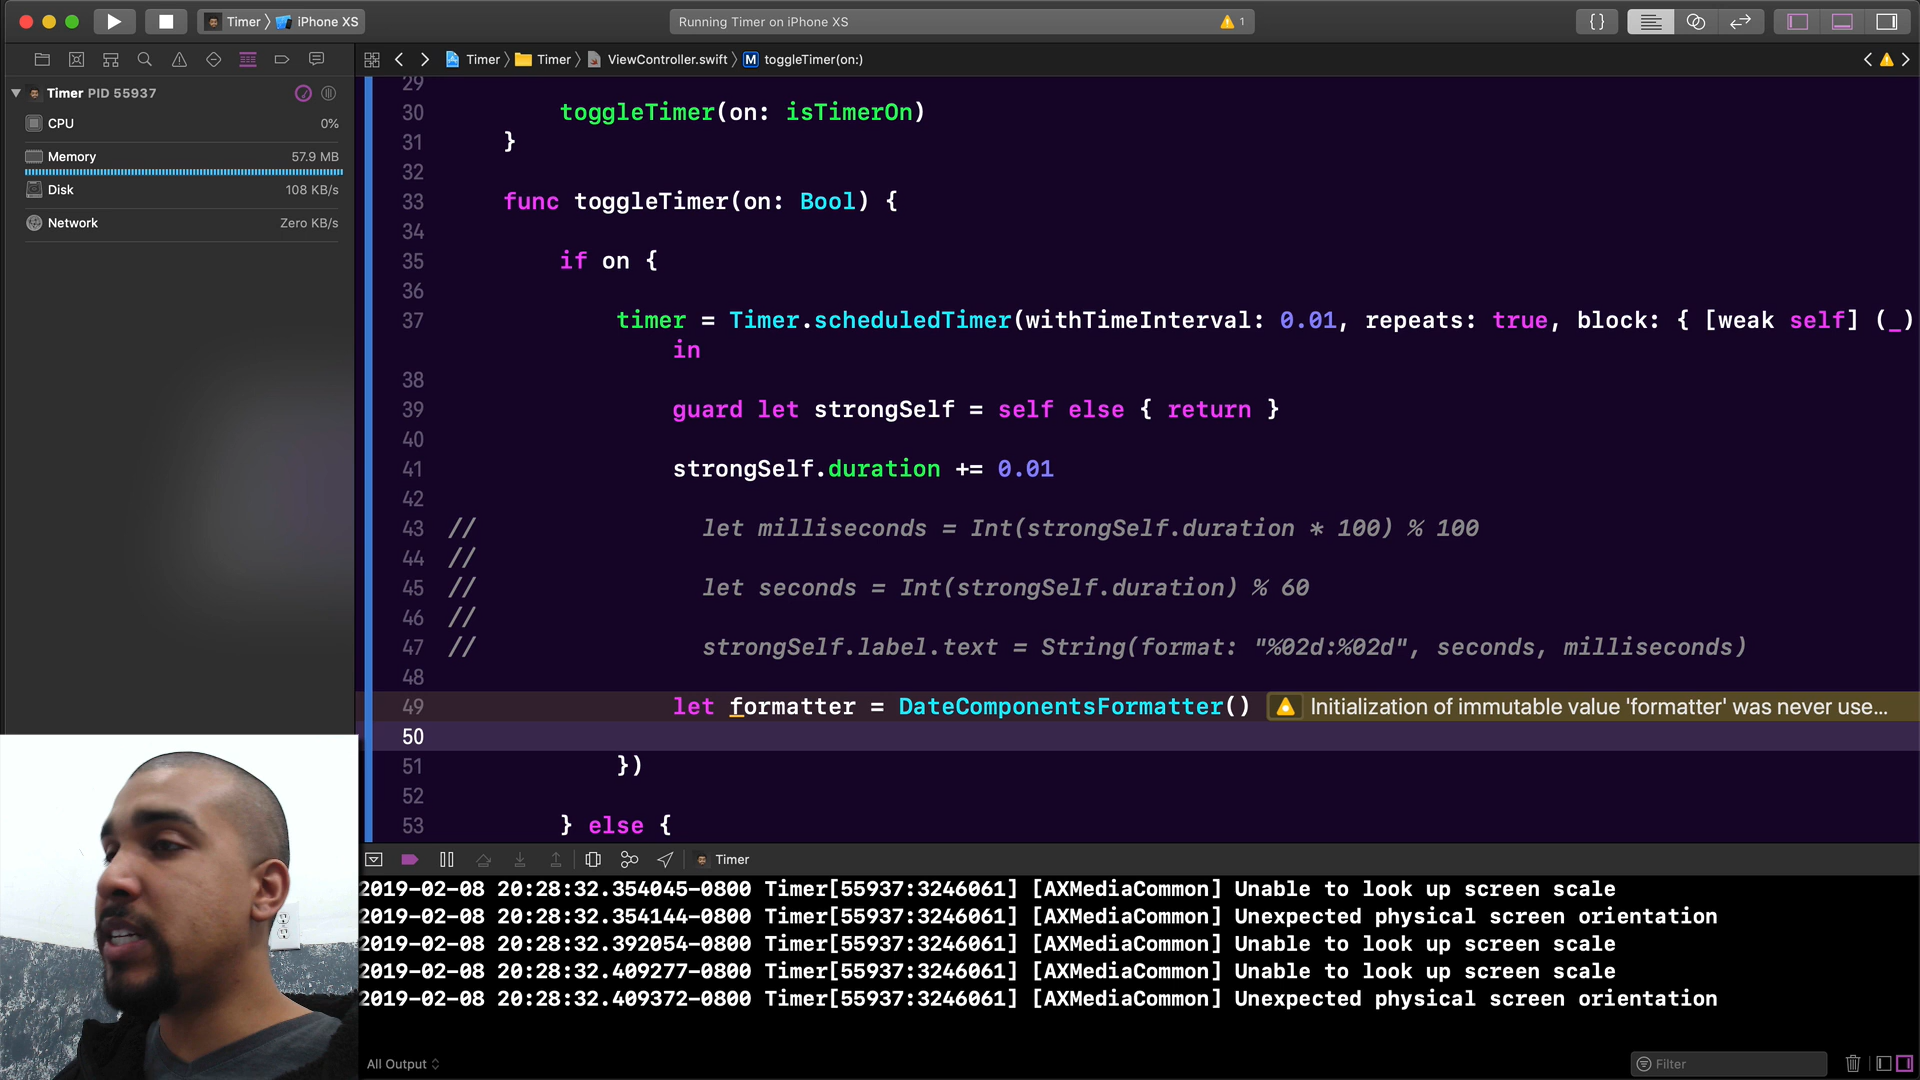 Timer 〉 iPhone XS
Running Timer on iPhone XS
1
{}
Timer 〉 Timer 〉 ViewController.swift 〉 M toggleTimer(on:)
Timer PID 55937
CPU 0%
Memory 57.9 MB
Disk 108 KB/s
Network Zero KB/s
29
30 toggleTimer(on: isTimerOn)
31 }
32
33 func toggleTimer(on: Bool) {
34
35 if on {
36
37 timer = Timer.scheduledTimer(withTimeInterval: 0.01, repeats: true, block: { [weak self] (_)
in
38
39 guard let strongSelf = self else { return }
40
41 strongSelf.duration += 0.01
42
43 // let milliseconds = Int(strongSelf.duration * 100) % 100
44 //
45 // let seconds = Int(strongSelf.duration) % 60
46 //
47 // strongSelf.label.text = String(format: "%02d:%02d", seconds, milliseconds)
48
49 let formatter = DateComponentsFormatter() Initialization of immutable value 'formatter' was never use...
50
51 })
52
53 } else {
Timer
2019-02-08 20:28:32.354045-0800 Timer[55937:3246061] [AXMediaCommon] Unable to look up screen scale
2019-02-08 20:28:32.354144-0800 Timer[55937:3246061] [AXMediaCommon] Unexpected physical screen orientation
2019-02-08 20:28:32.392054-0800 Timer[55937:3246061] [AXMediaCommon] Unable to look up screen scale
2019-02-08 20:28:32.409277-0800 Timer[55937:3246061] [AXMediaCommon] Unable to look up screen scale
2019-02-08 20:28:32.409372-0800 Timer[55937:3246061] [AXMediaCommon] Unexpected physical screen orientation
All Output
Filter